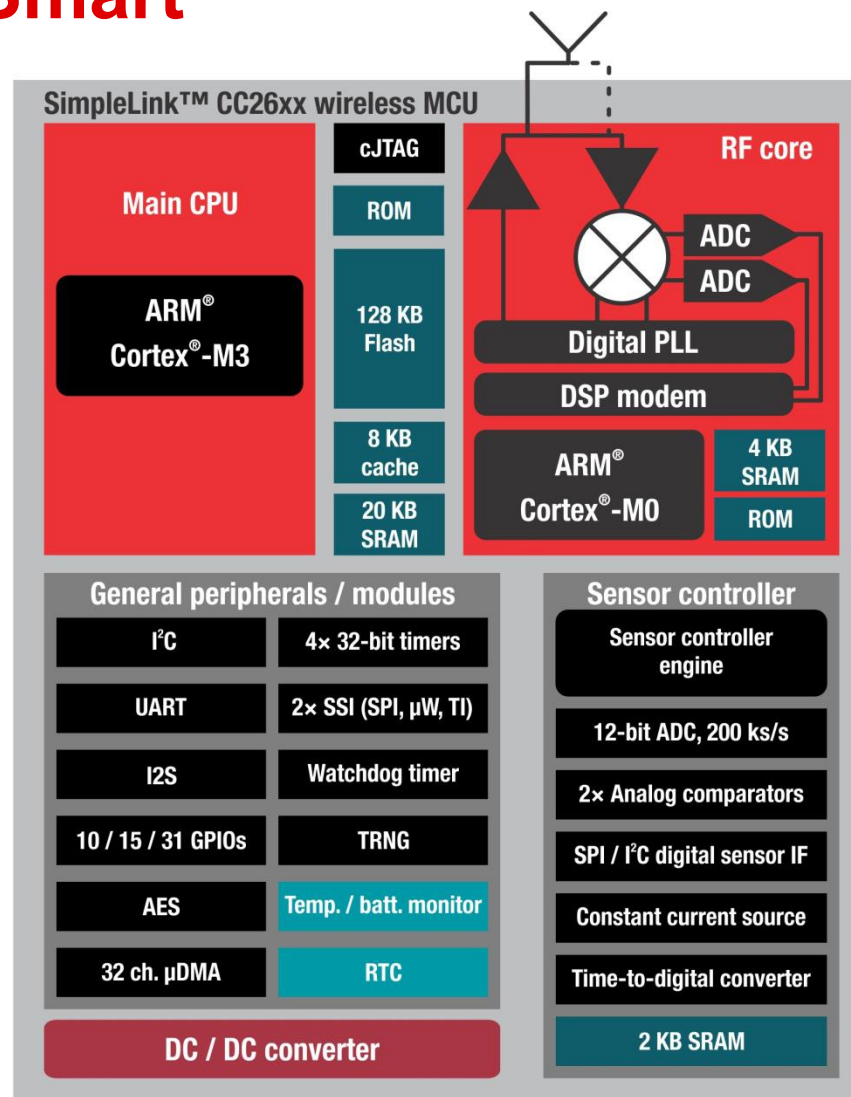 Smart
SimpleLink™ CC26xx wireless MCU
Main CPU
ARM®
Cortex®-M3
cJTAG
ROM
128 KB
Flash
8 KB
cache
20 KB
SRAM
RF core
ADC
ADC
Digital PLL
DSP modem
ARM®
Cortex®-M0
4 KB
SRAM
ROM
General peripherals / modules
I²C
4× 32-bit timers
UART
2× SSI (SPI, µW, TI)
I2S
Watchdog timer
10 / 15 / 31 GPIOs
TRNG
AES
Temp. / batt. monitor
32 ch. µDMA
RTC
DC / DC converter
Sensor controller
Sensor controller
engine
12-bit ADC, 200 ks/s
2× Analog comparators
SPI / I²C digital sensor IF
Constant current source
Time-to-digital converter
2 KB SRAM